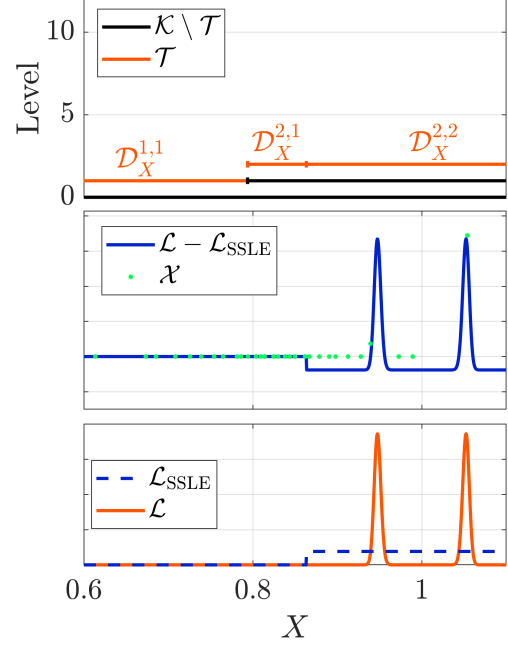 10
5
0
Level
𝒦 \ 𝒯
𝒯
𝒟_X^{1,1}
𝒟_X^{2,1}
𝒟_X^{2,2}
ℒ − ℒ_SSLE
𝒳
ℒ_SSLE
ℒ
0.6 0.8 1
X